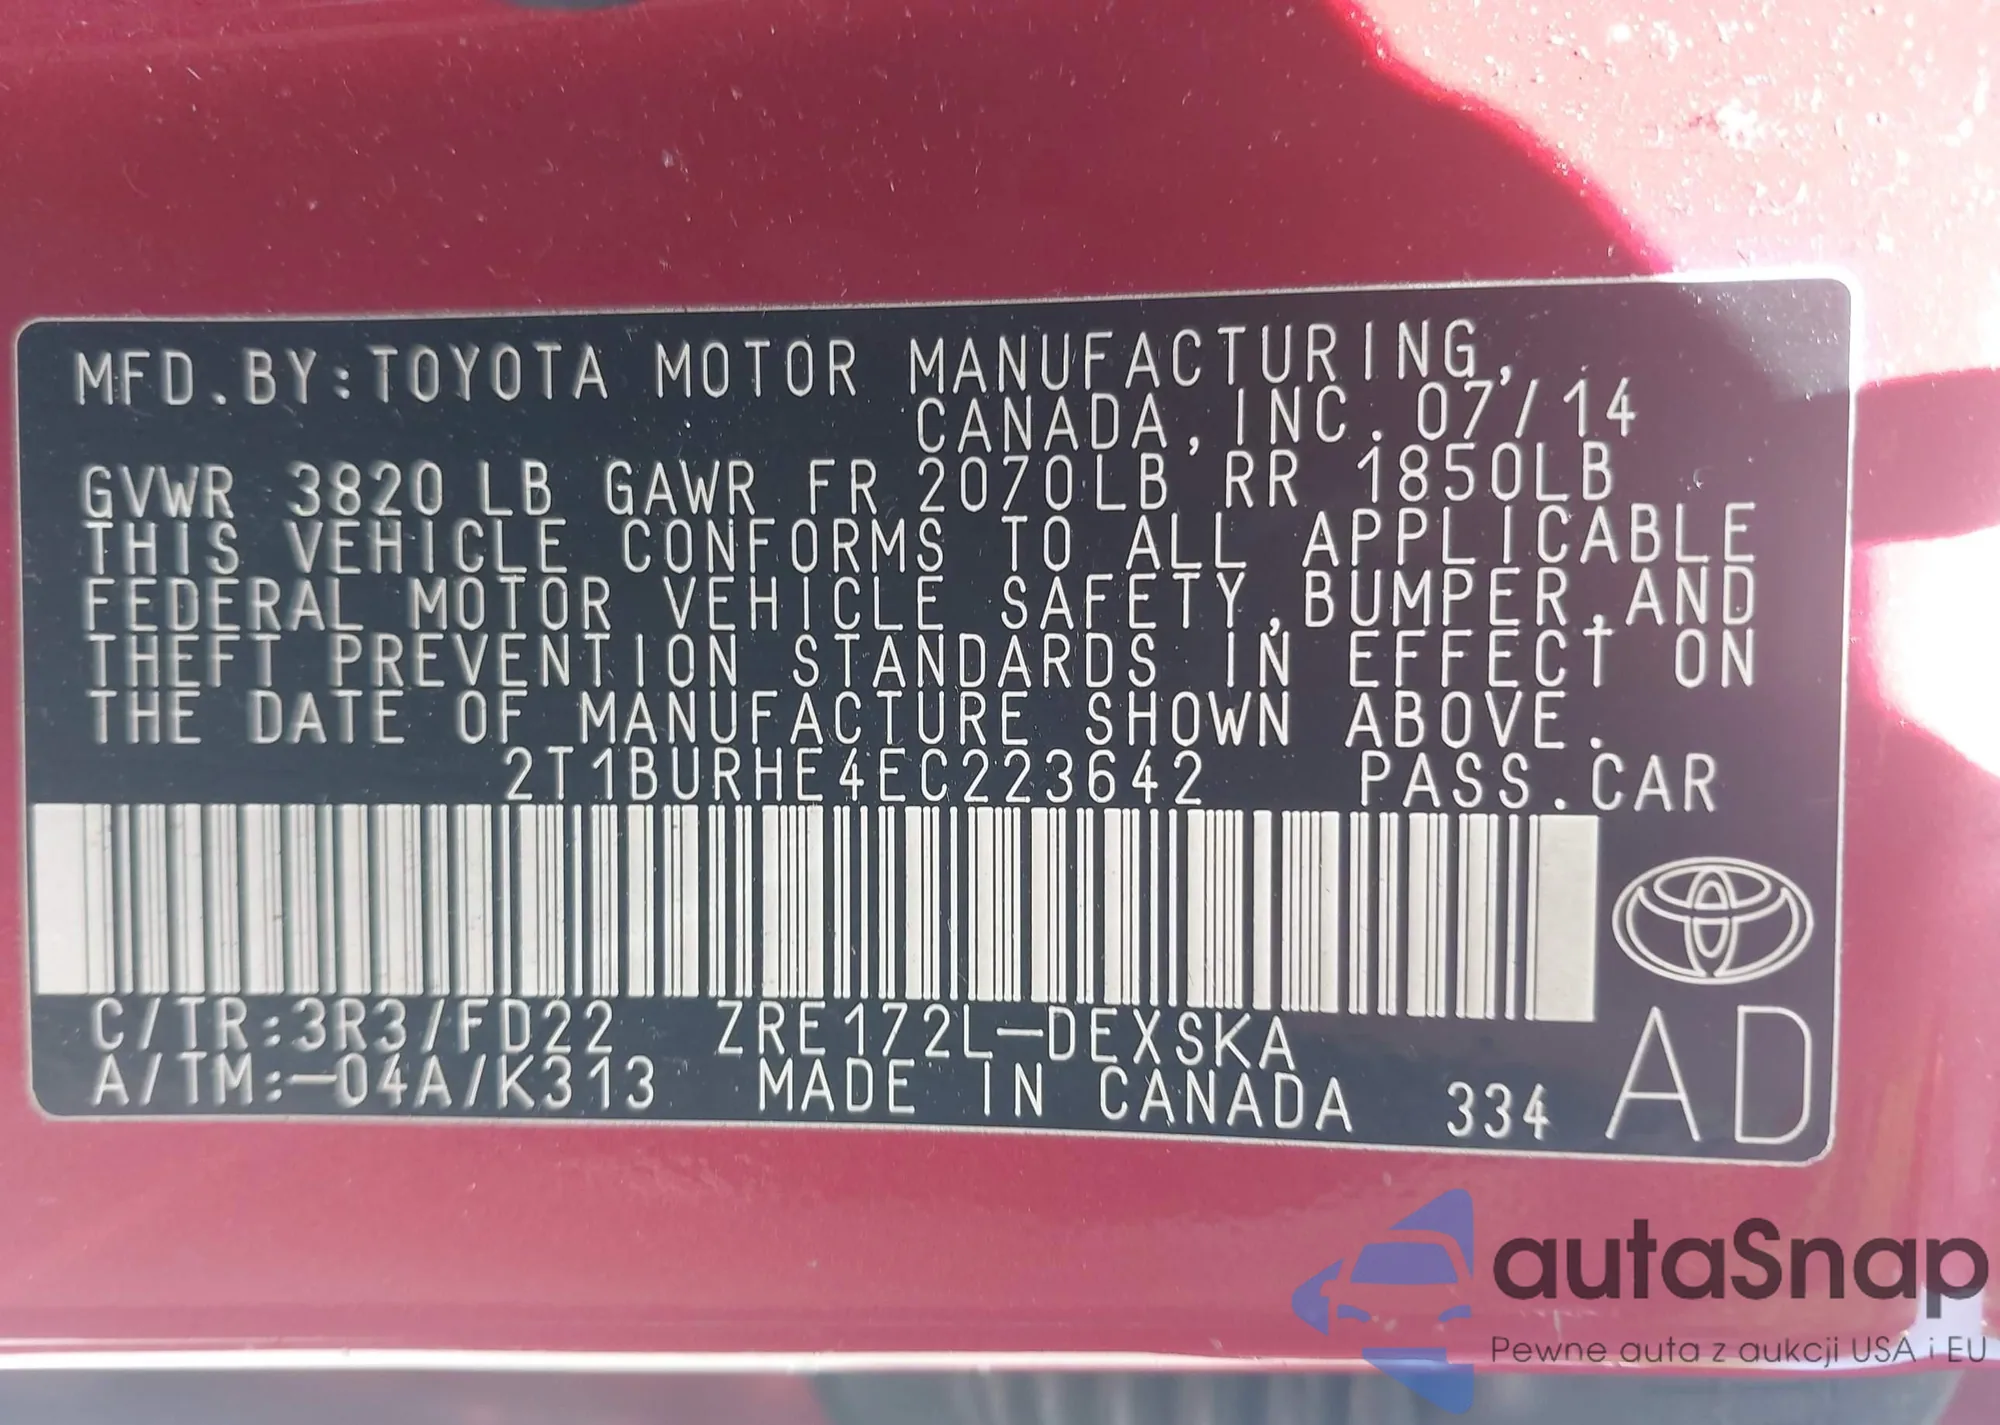 MFD.BY:TOYOTA MOTOR MANUFACTURING,
CANADA,INC. 07/14
GVWR 3820 LB GAWR FR 2070LB RR 1850LB
THIS VEHICLE CONFORMS TO ALL APPLICABLE
FEDERAL MOTOR VEHICLE SAFETY,BUMPER,AND
THEFT PREVENTION STANDARDS IN EFFECT ON
THE DATE OF MANUFACTURE SHOWN ABOVE.
2T1BURHE4EC223642 PASS.CAR
C/TR:3R3/FD22 ZRE172L-DEXSKA
A/TM:-04A/K313 MADE IN CANADA 334
AD
autaSnap
Pewne auta z aukcji USA i EU